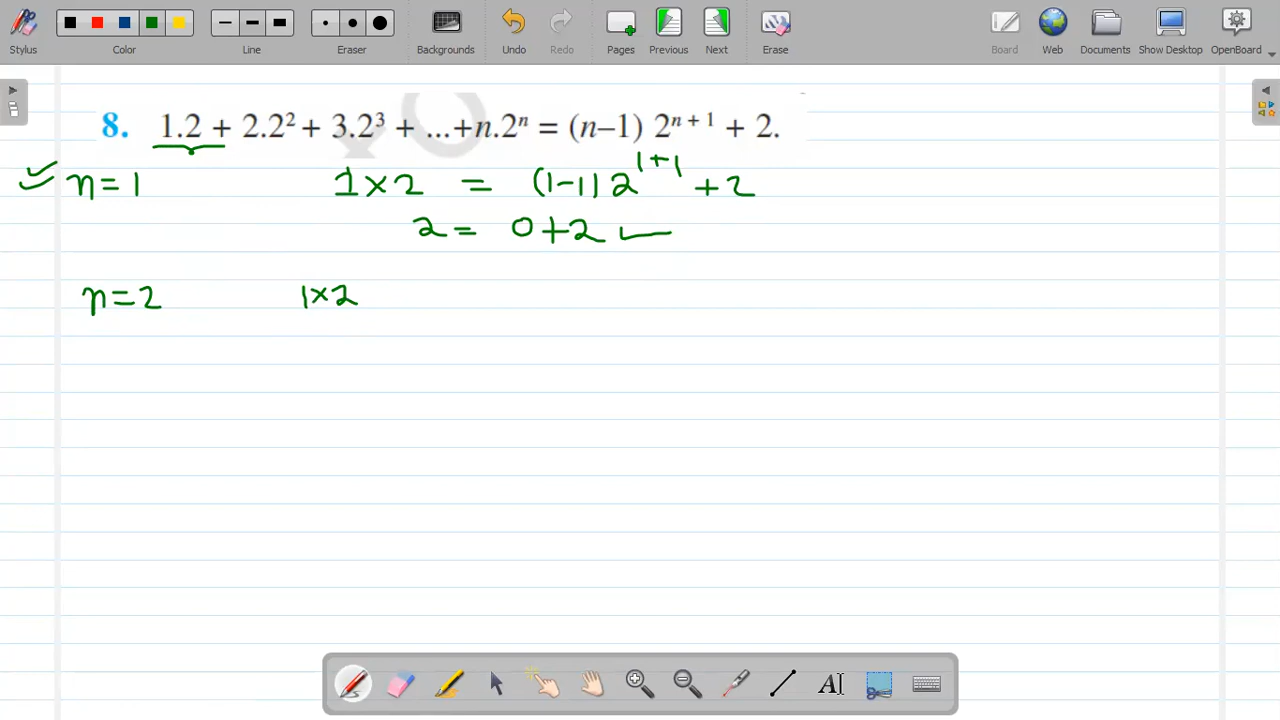 Stylus Color Line Eraser Backgrounds Undo Redo Pages Previous Next Erase Board Web Documents Show Desktop OpenBoard
8. 1.2 + 2.2² + 3.2³ + ...+n.2ⁿ = (n–1) 2ⁿ⁺¹ + 2.
n = 1 1 × 2 = (1-1) 2¹⁺¹ + 2
2 = 0 + 2
n = 2 1×2